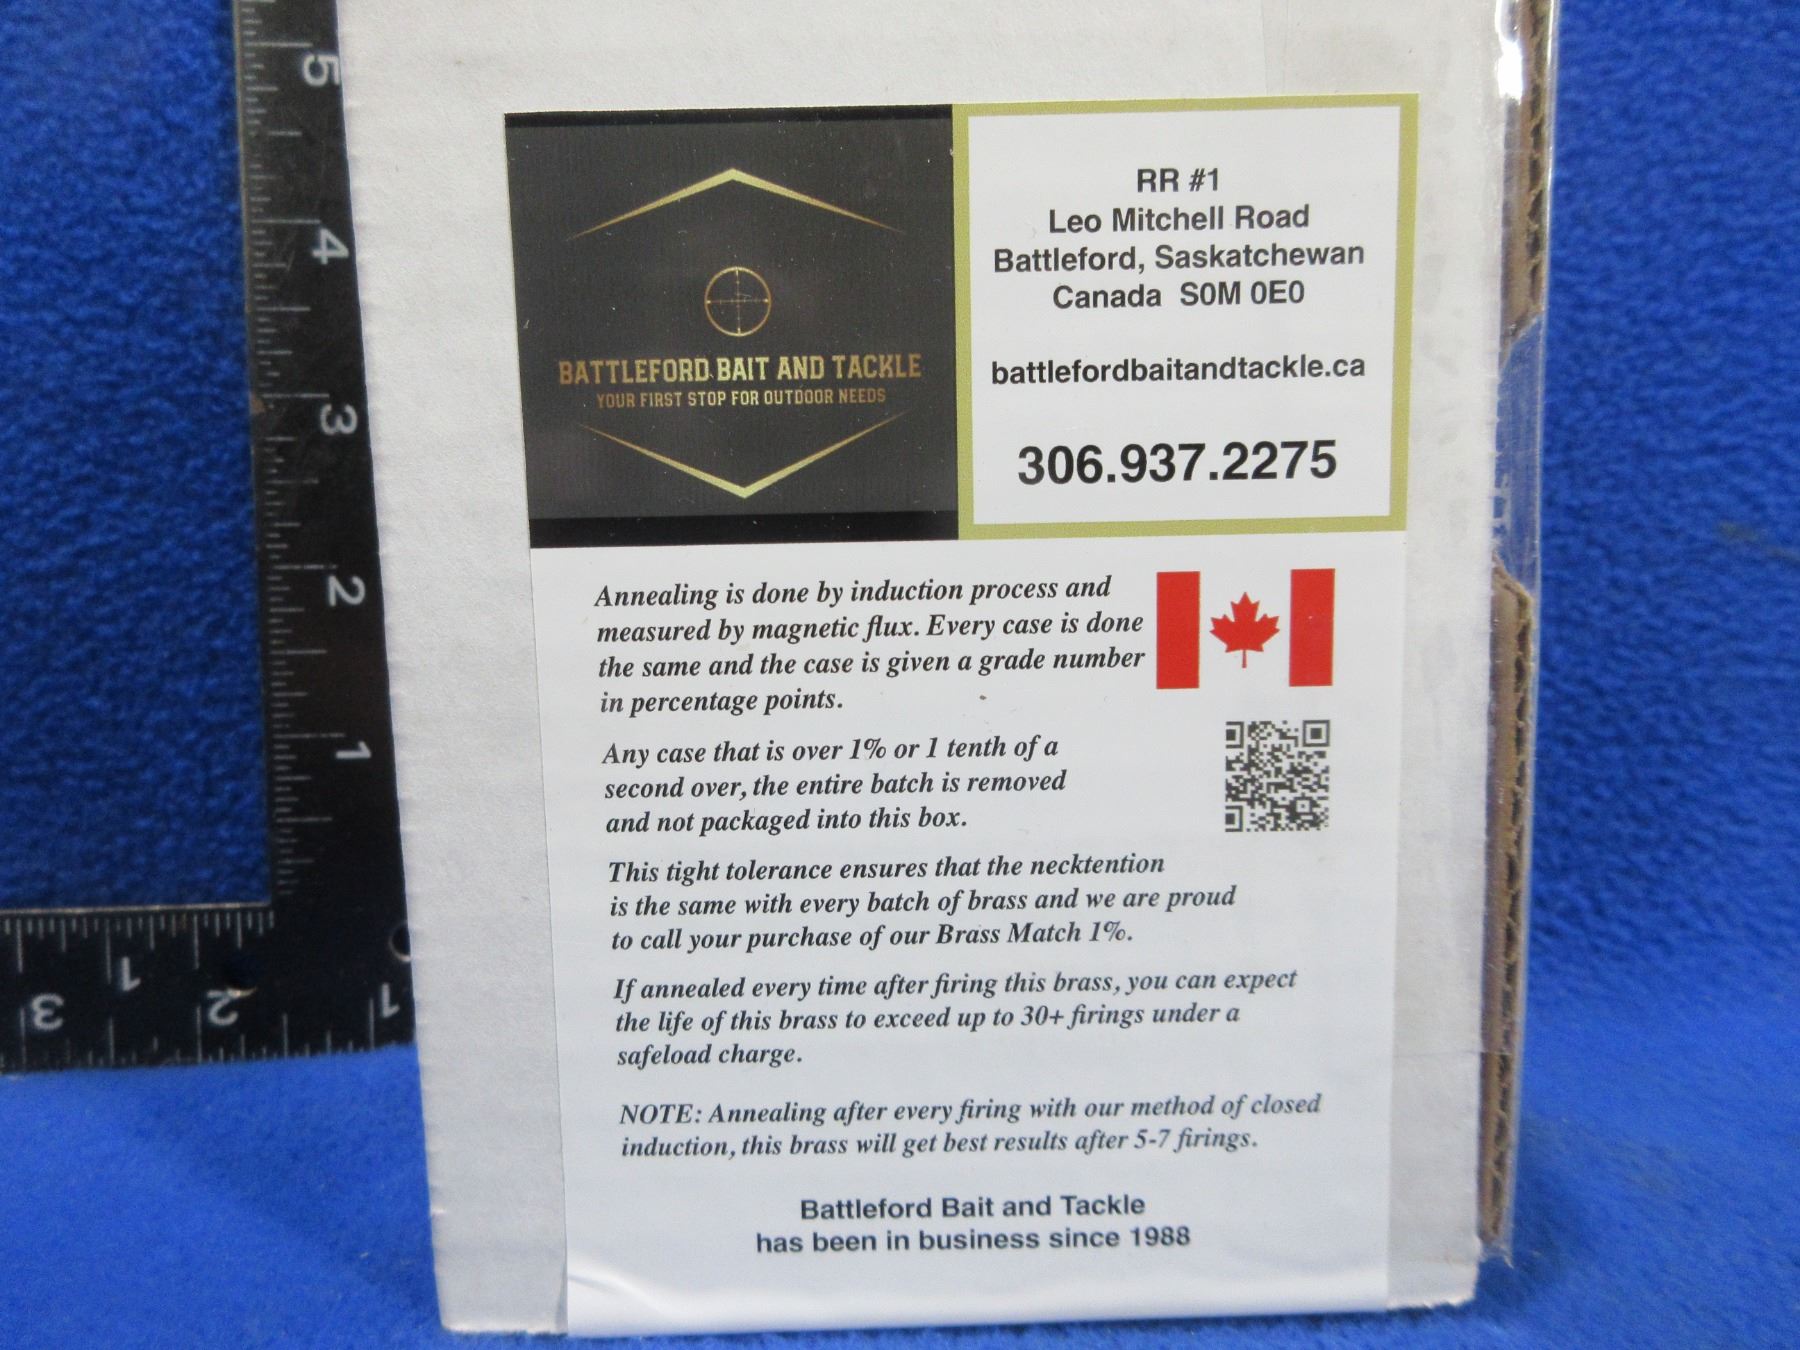 5
4
3
2
1
3
1
2
1
BATTLEFORD BAIT AND TACKLE
YOUR FIRST STOP FOR OUTDOOR NEEDS
RR #1
Leo Mitchell Road
Battleford, Saskatchewan
Canada S0M 0E0
battlefordbaitandtackle.ca
306.937.2275
Annealing is done by induction process and
measured by magnetic flux. Every case is done
the same and the case is given a grade number
in percentage points.
Any case that is over 1% or 1 tenth of a
second over, the entire batch is removed
and not packaged into this box.
This tight tolerance ensures that the necktention
is the same with every batch of brass and we are proud
to call your purchase of our Brass Match 1%.
If annealed every time after firing this brass, you can expect
the life of this brass to exceed up to 30+ firings under a
safeload charge.
NOTE: Annealing after every firing with our method of closed
induction, this brass will get best results after 5-7 firings.
Battleford Bait and Tackle
has been in business since 1988